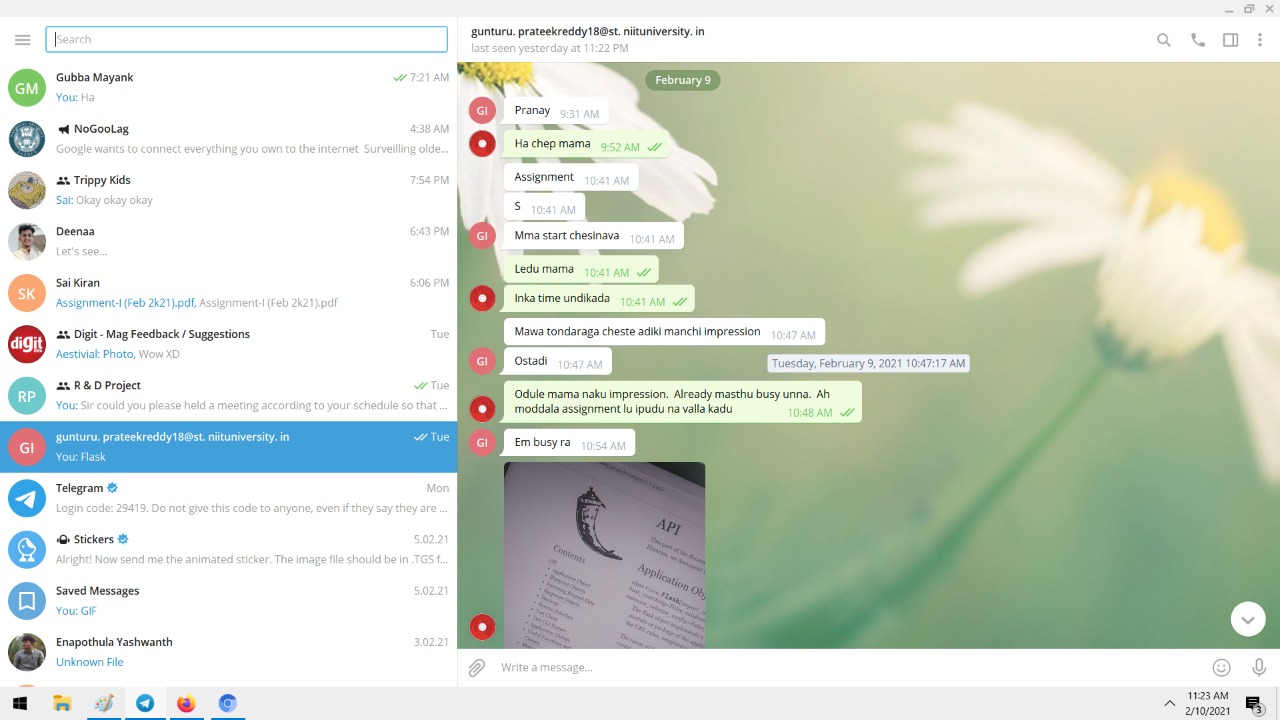 Search
GM
Gubba Mayank
7:21 AM
You: Ha
NoGooLag
4:38 AM
Google wants to connect everything you own to the internet Surveilling olde...
Trippy Kids
7:54 PM
Sai: Okay okay okay
Deenaa
6:43 PM
Let's see...
SK
Sai Kiran
6:06 PM
Assignment-I (Feb 2k21).pdf, Assignment-I (Feb 2k21).pdf
digit
Digit - Mag Feedback / Suggestions
Tue
Aestivial: Photo, Wow XD
RP
R & D Project
Tue
You: Sir could you please held a meeting according to your schedule so that ...
GI
gunturu. prateekreddy18@st. niituniversity. in
Tue
You: Flask
Telegram
Mon
Login code: 29419. Do not give this code to anyone, even if they say they are ...
Stickers
5.02.21
Alright! Now send me the animated sticker. The image file should be in .TGS f...
Saved Messages
5.02.21
You: GIF
Enapothula Yashwanth
3.02.21
Unknown File
gunturu. prateekreddy18@st. niituniversity. in
last seen yesterday at 11:22 PM
February 9
GI
Pranay 9:31 AM
Ha chep mama 9:52 AM
Assignment 10:41 AM
S 10:41 AM
GI
Mma start chesinava 10:41 AM
Ledu mama 10:41 AM
Inka time undikada 10:41 AM
Mawa tondaraga cheste adiki manchi impression 10:47 AM
GI
Ostadi 10:47 AM
Tuesday, February 9, 2021 10:47:17 AM
Odule mama naku impression. Already masthu busy unna. Ah
moddala assignment lu ipudu na valla kadu 10:48 AM
GI
Em busy ra 10:54 AM
API
Contents
Application Obj
Write a message...
11:23 AM
2/10/2021
3